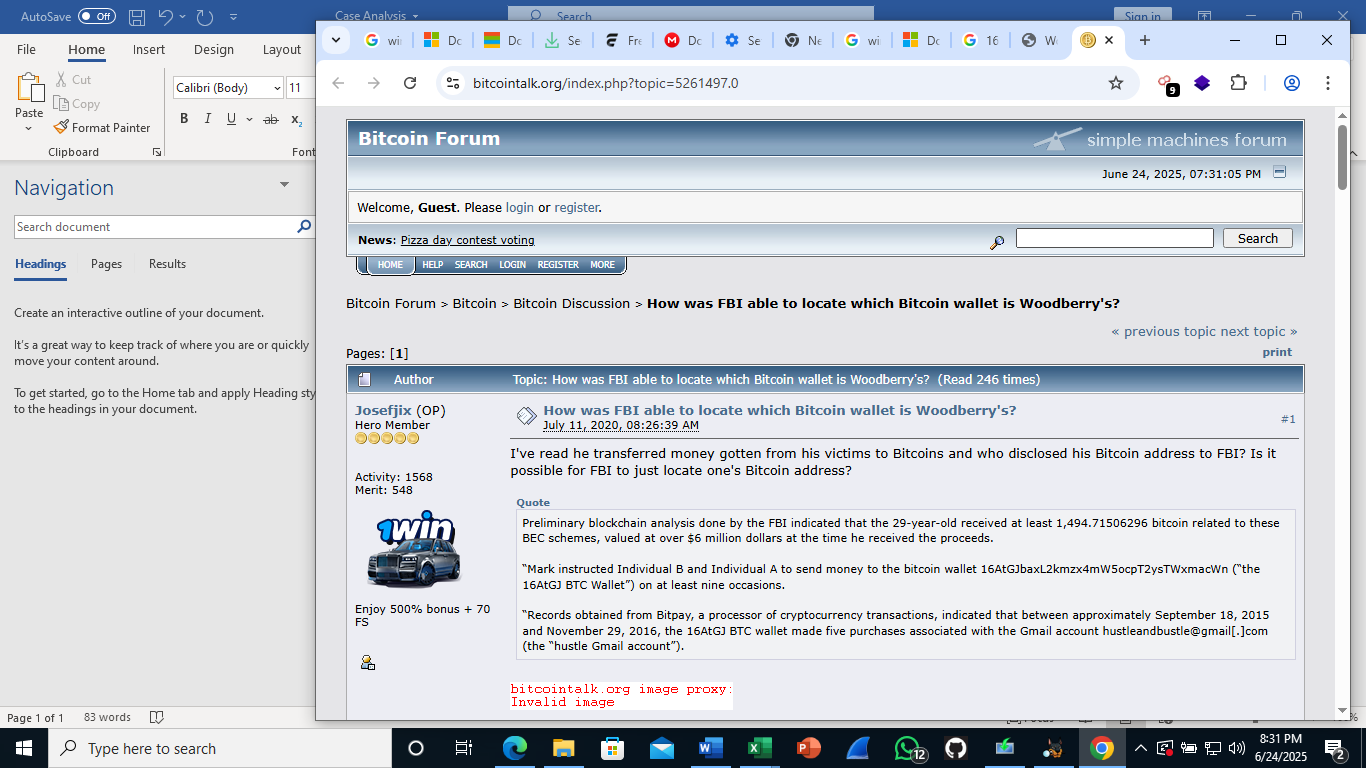 AutoSave Off Case Analysis Search Sign in
File Home Insert Design Layout
Paste
Cut
Copy
Format Painter
Clipboard
Calibri (Body) 11
B I U ab x₂
Font
Navigation
Search document
Headings Pages Results
Create an interactive outline of your document.
It's a great way to keep track of where you are or quickly
move your content around.
To get started, go to the Home tab and apply Heading sty
to the headings in your document.
Page 1 of 1 83 words
win Do Do Se Fre Do Se Ne wi Do 16 We
bitcointalk.org/index.php?topic=5261497.0
9
Bitcoin Forum
simple machines forum
June 24, 2025, 07:31:05 PM
Welcome, Guest. Please login or register.
News: Pizza day contest voting Search
HOME HELP SEARCH LOGIN REGISTER MORE
Bitcoin Forum > Bitcoin > Bitcoin Discussion > How was FBI able to locate which Bitcoin wallet is Woodberry's?
« previous topic next topic »
Pages: [1] print
Author Topic: How was FBI able to locate which Bitcoin wallet is Woodberry's? (Read 246 times)
Josefjix (OP)
Hero Member
Activity: 1568
Merit: 548
1win
Enjoy 500% bonus + 70
FS
How was FBI able to locate which Bitcoin wallet is Woodberry's?
July 11, 2020, 08:26:39 AM
#1
I've read he transferred money gotten from his victims to Bitcoins and who disclosed his Bitcoin address to FBI? Is it
possible for FBI to just locate one's Bitcoin address?
Quote
Preliminary blockchain analysis done by the FBI indicated that the 29-year-old received at least 1,494.71506296 bitcoin related to these
BEC schemes, valued at over $6 million dollars at the time he received the proceeds.
“Mark instructed Individual B and Individual A to send money to the bitcoin wallet 16AtGJbaxL2kmzx4mW5ocpT2ysTWxmacWn (“the
16AtGJ BTC Wallet”) on at least nine occasions.
“Records obtained from Bitpay, a processor of cryptocurrency transactions, indicated that between approximately September 18, 2015
and November 29, 2016, the 16AtGJ BTC wallet made five purchases associated with the Gmail account hustleandbustle@gmail[.]com
(the “hustle Gmail account”).
bitcointalk.org image proxy:
Invalid image
Type here to search
12
8:31 PM
6/24/2025
2